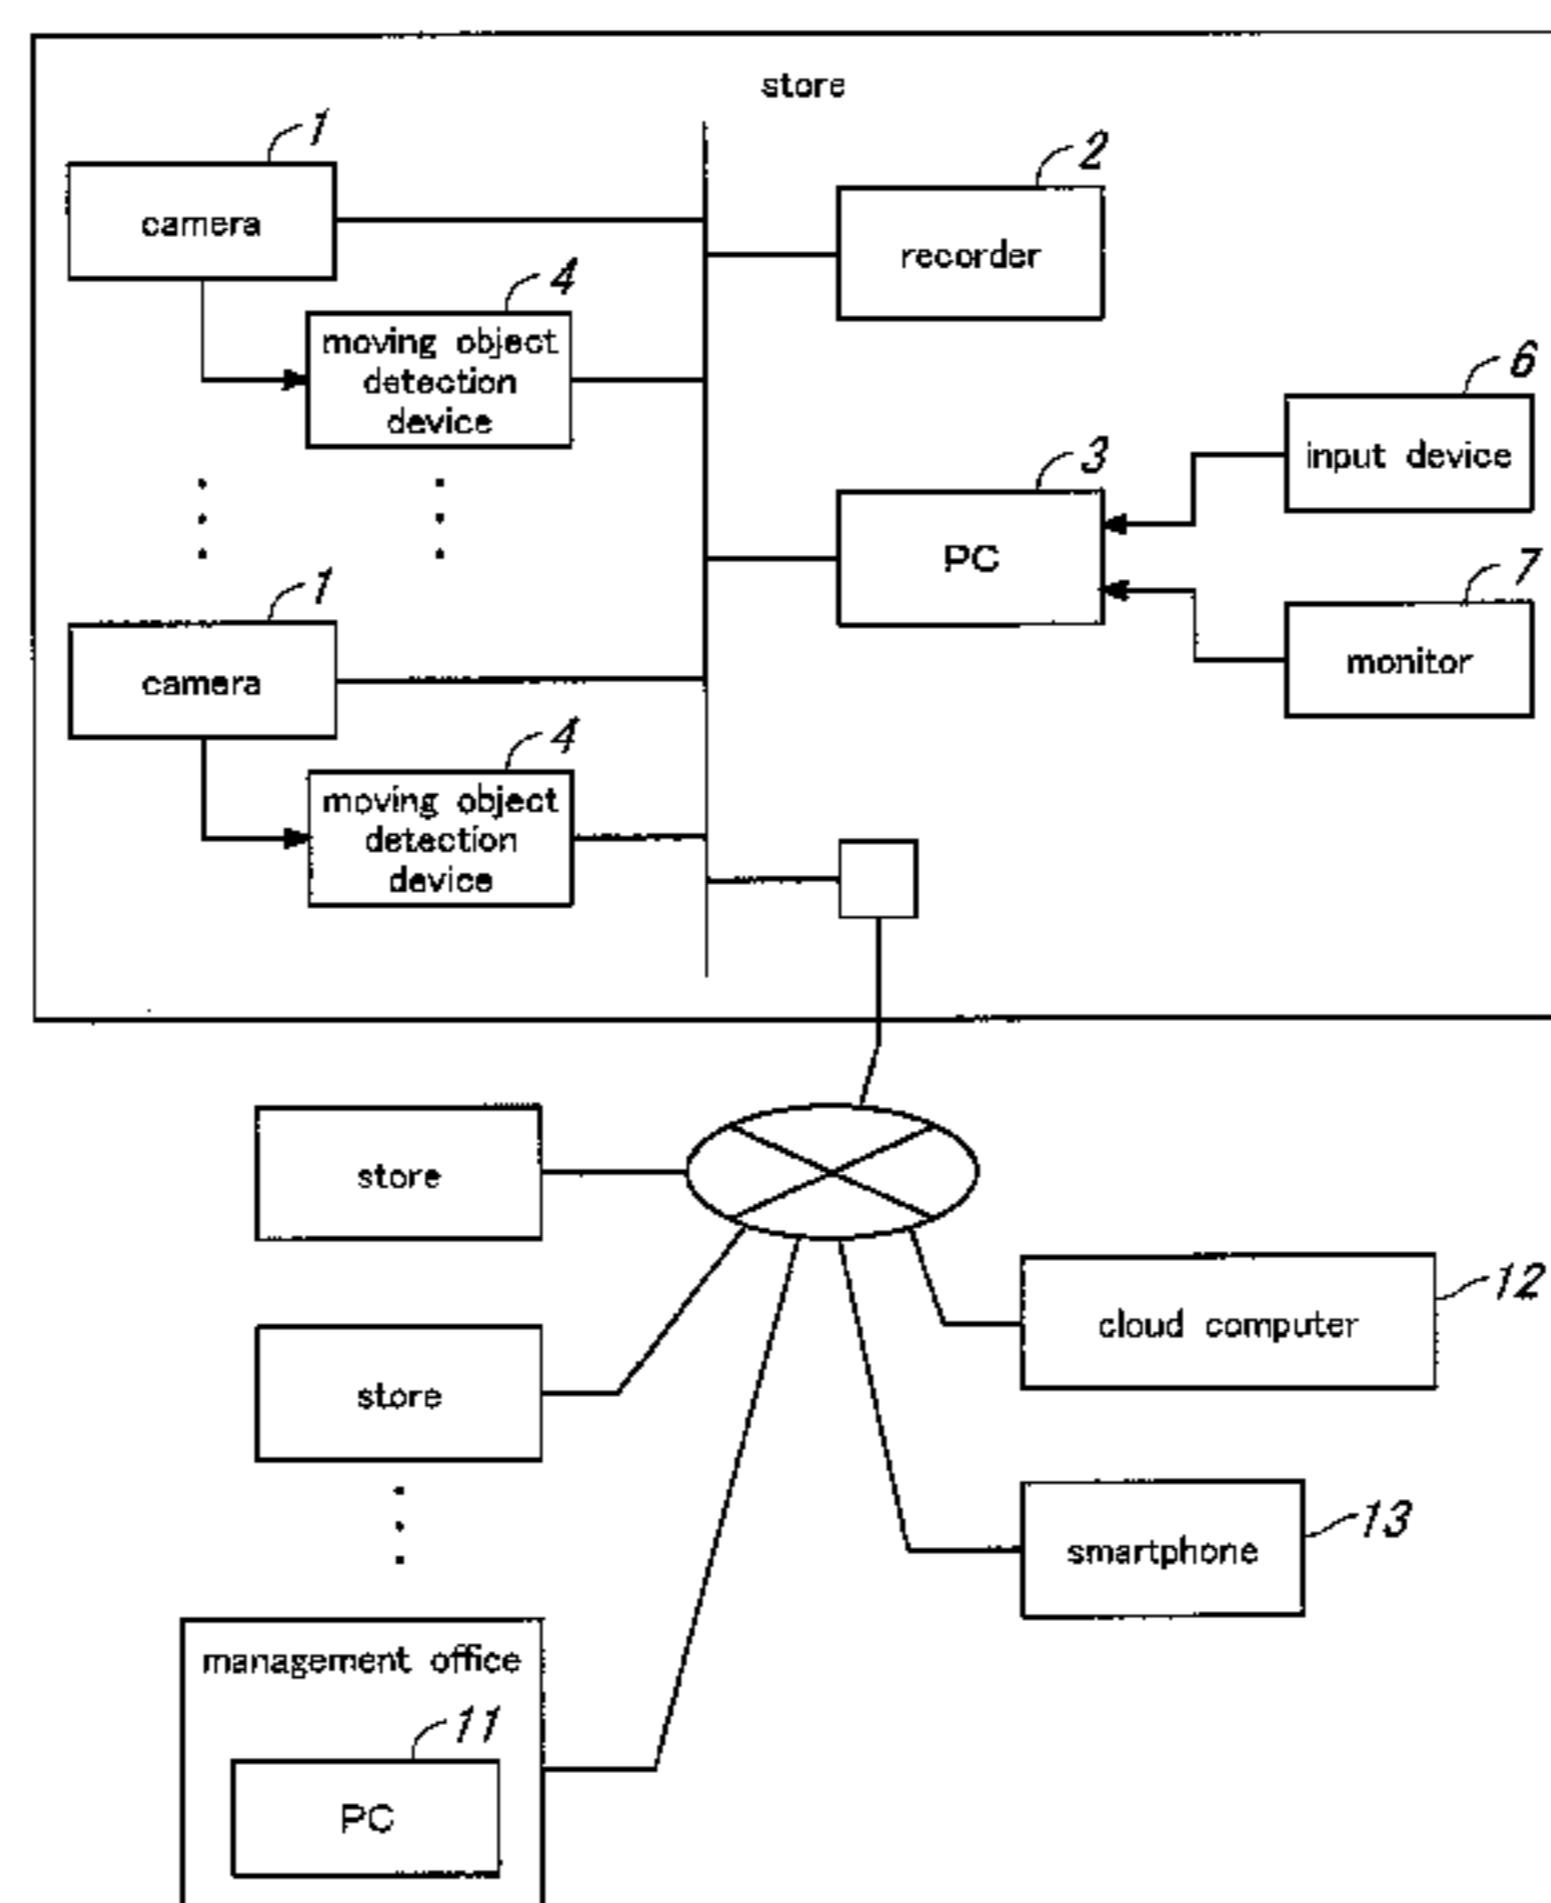 store
1
camera
2
recorder
4
moving object
detection
device
6
input device
3
PC
7
monitor
1
camera
4
moving object
detection
device
store
12
cloud computer
store
13
smartphone
management office
11
PC